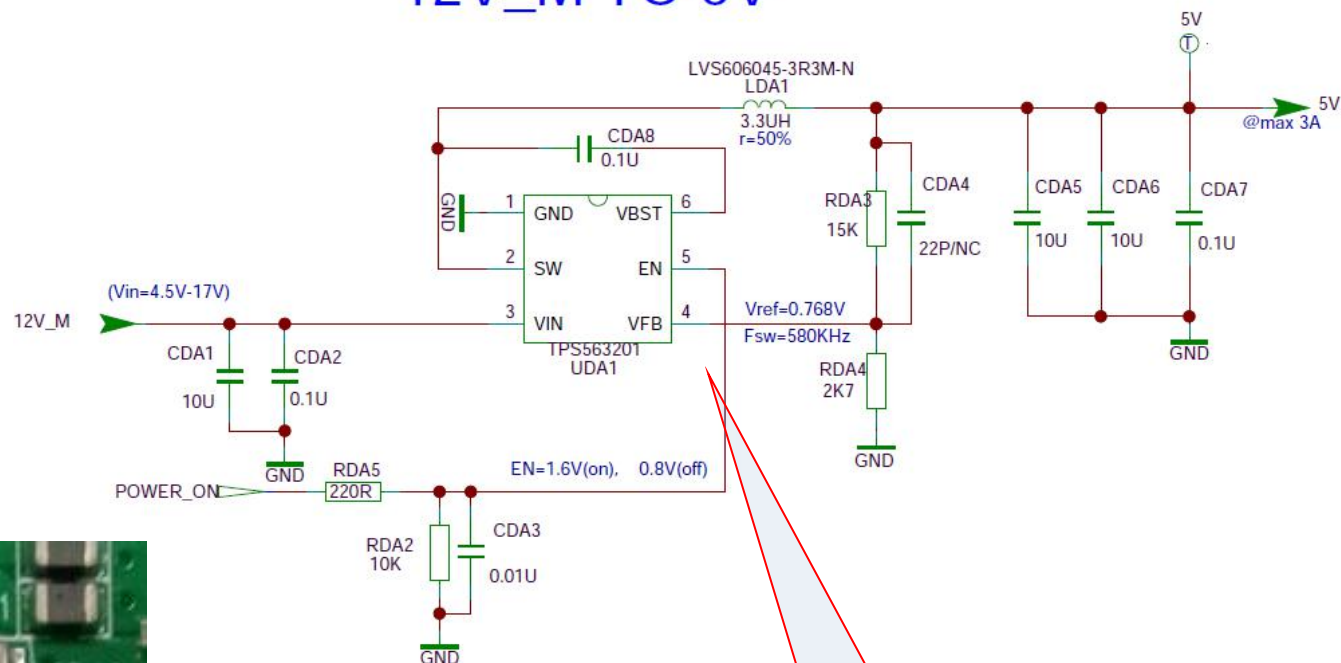 5V
LVS606045-3R3M-N
LDA1
3.3UH
r=50%
5V
@max 3A
CDA8
0.1U
GND
1 GND VBST 6
2 SW EN 5
3 VIN VFB 4
TPS563201
UDA1
RDA3
15K
CDA4
22P/NC
CDA5
10U
CDA6
10U
CDA7
0.1U
GND
(Vin=4.5V-17V)
12V_M
CDA1
10U
CDA2
0.1U
GND
Vref=0.768V
Fsw=580KHz
RDA4
2K7
GND
EN=1.6V(on), 0.8V(off)
POWER_ON
RDA5
220R
RDA2
10K
CDA3
0.01U
GND